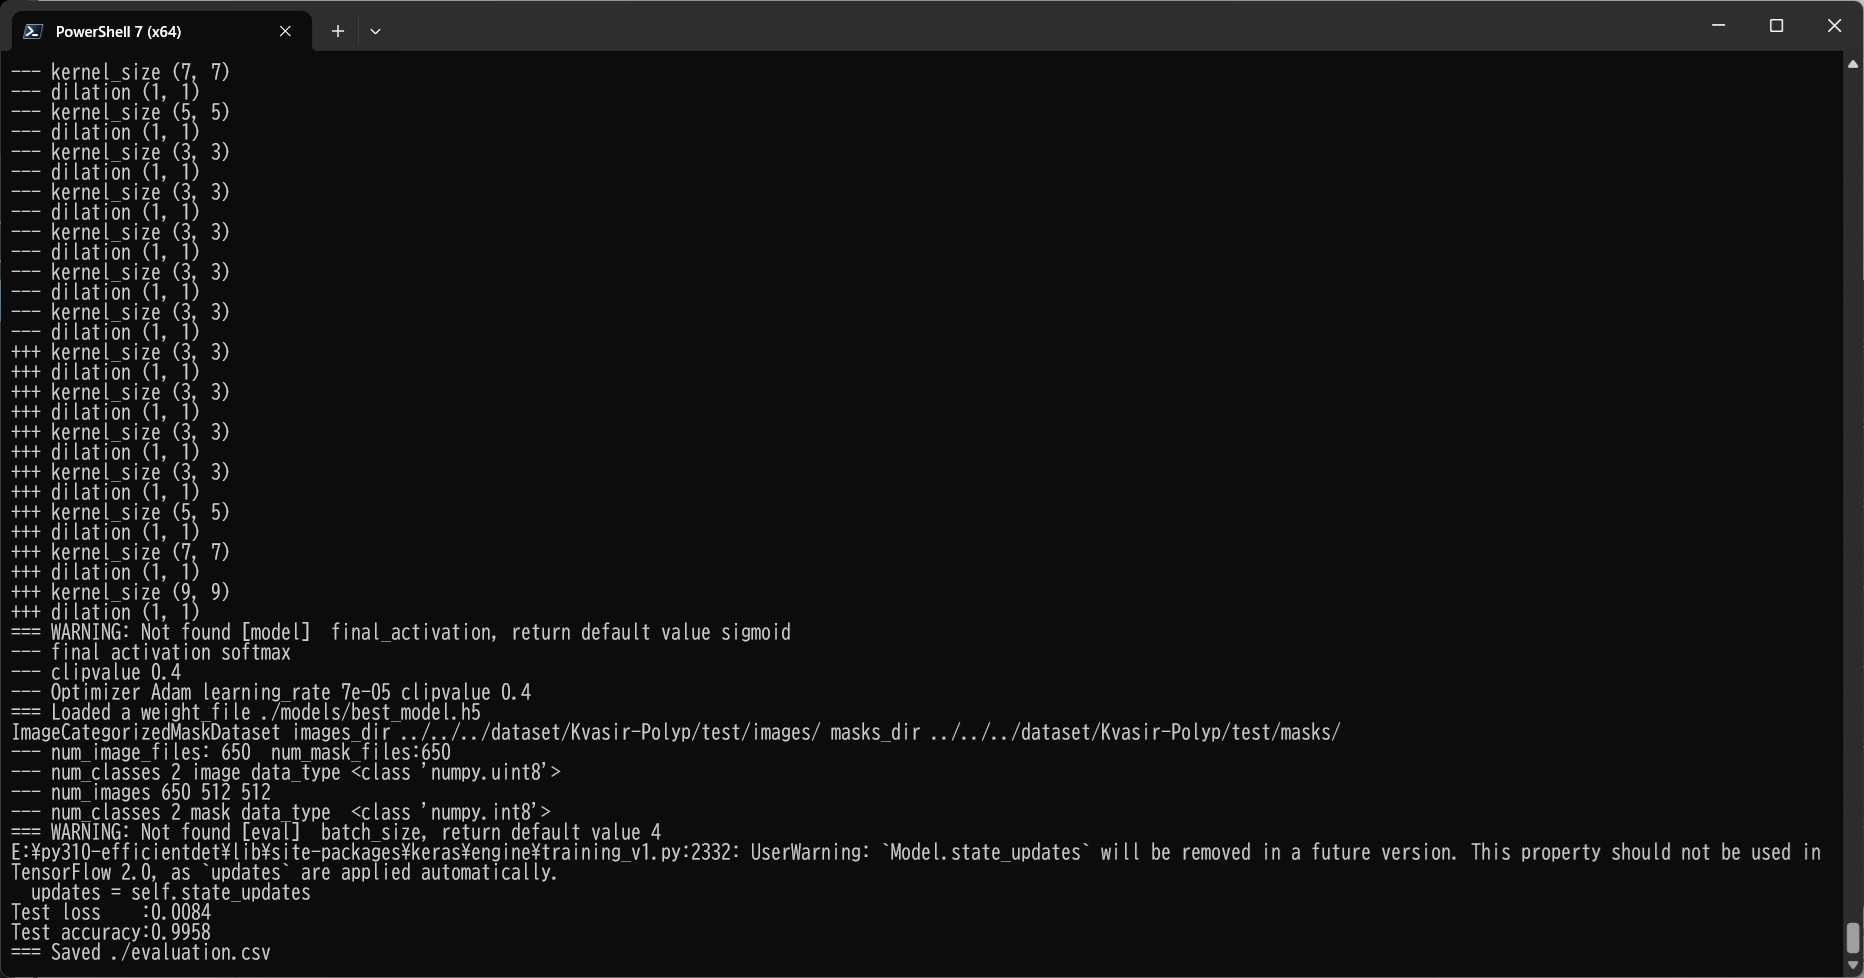 PowerShell 7 (x64)
--- kernel_size (7, 7)
--- dilation (1, 1)
--- kernel_size (5, 5)
--- dilation (1, 1)
--- kernel_size (3, 3)
--- dilation (1, 1)
--- kernel_size (3, 3)
--- dilation (1, 1)
--- kernel_size (3, 3)
--- dilation (1, 1)
--- kernel_size (3, 3)
--- dilation (1, 1)
--- kernel_size (3, 3)
--- dilation (1, 1)
+++ kernel_size (3, 3)
+++ dilation (1, 1)
+++ kernel_size (3, 3)
+++ dilation (1, 1)
+++ kernel_size (3, 3)
+++ dilation (1, 1)
+++ kernel_size (3, 3)
+++ dilation (1, 1)
+++ kernel_size (5, 5)
+++ dilation (1, 1)
+++ kernel_size (7, 7)
+++ dilation (1, 1)
+++ kernel_size (9, 9)
+++ dilation (1, 1)
=== WARNING: Not found [model]  final_activation, return default value sigmoid
--- final activation softmax
--- clipvalue 0.4
--- Optimizer Adam learning_rate 7e-05 clipvalue 0.4
=== Loaded a weight_file ./models/best_model.h5
ImageCategorizedMaskDataset images_dir ../../../dataset/Kvasir-Polyp/test/images/ masks_dir ../../../dataset/Kvasir-Polyp/test/masks/
--- num_image_files: 650  num_mask_files:650
--- num_classes 2 image data_type <class 'numpy.uint8'>
--- num_images 650 512 512
--- num_classes 2 mask data_type  <class 'numpy.int8'>
=== WARNING: Not found [eval]  batch_size, return default value 4
E:¥py310-efficientdet¥lib¥site-packages¥keras¥engine¥training_v1.py:2332: UserWarning: `Model.state_updates` will be removed in a future version. This property should not be used in
TensorFlow 2.0, as `updates` are applied automatically.
  updates = self.state_updates
Test loss    :0.0084
Test accuracy:0.9958
=== Saved ./evaluation.csv